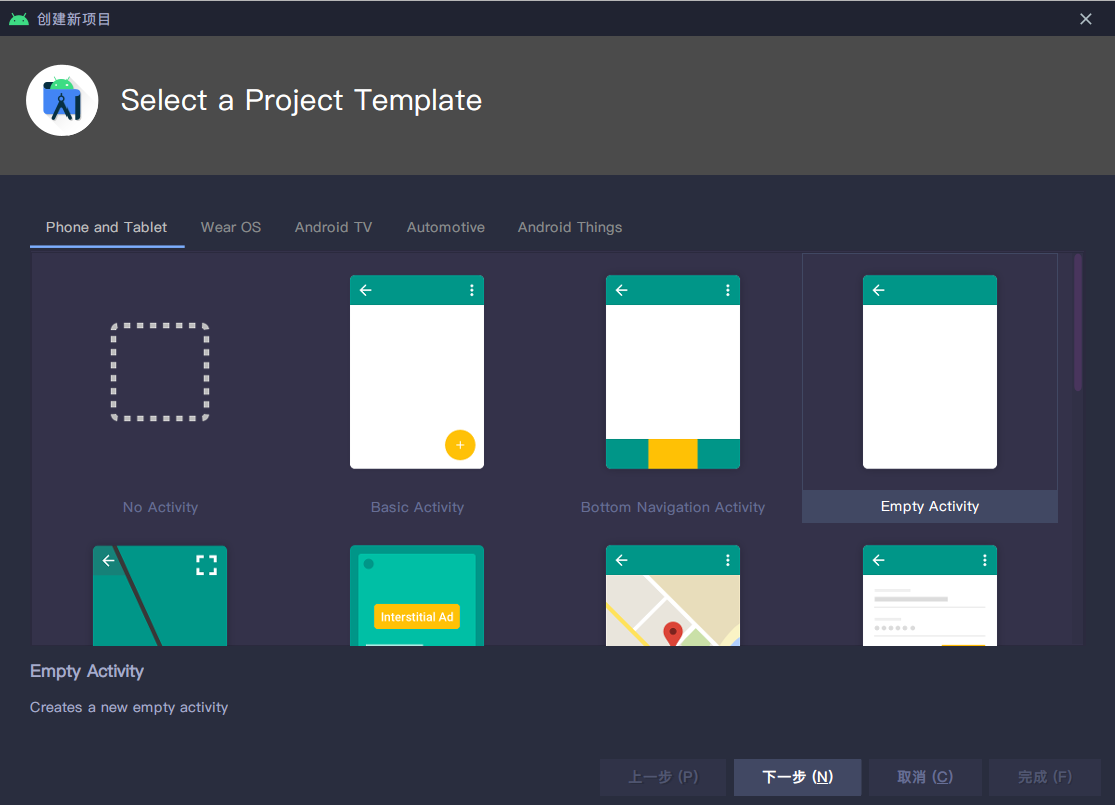 创建新项目
Select a Project Template
Phone and Tablet
Wear OS
Android TV
Automotive
Android Things
No Activity
Basic Activity
Bottom Navigation Activity
Empty Activity
Interstitial Ad
Empty Activity
Creates a new empty activity
上一步 (P)
下一步 (N)
取消 (C)
完成 (F)